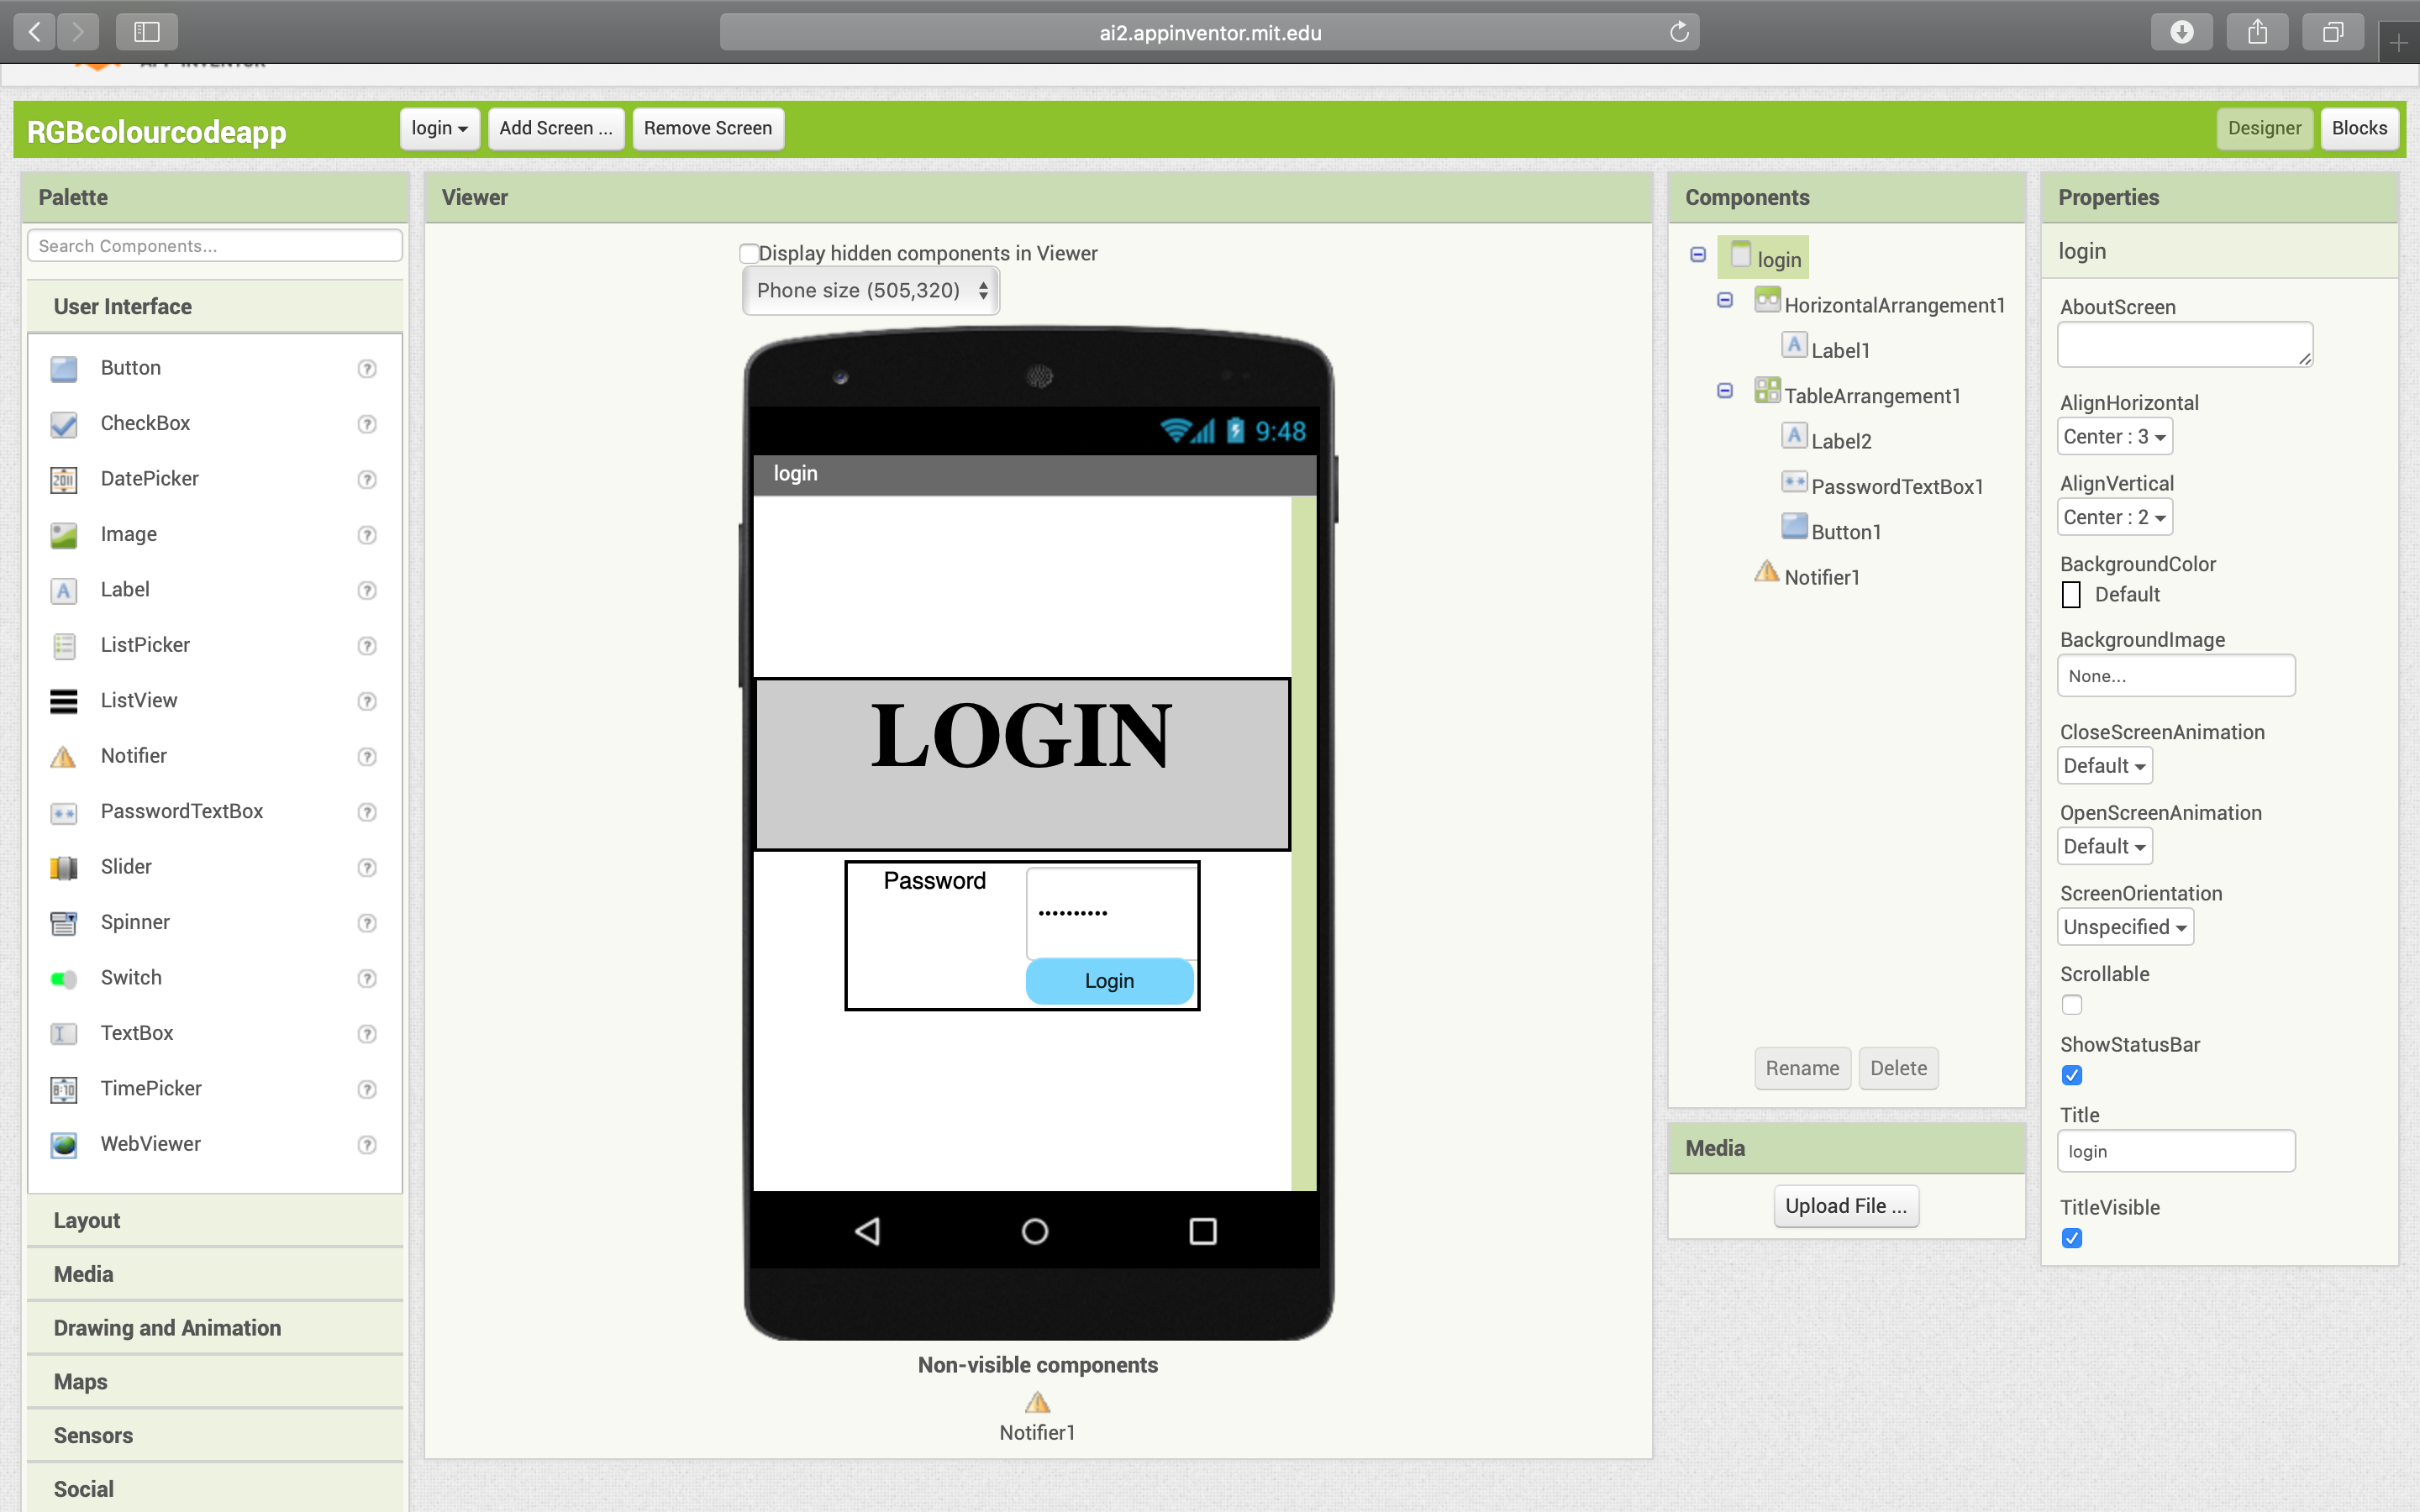 ai2.appinventor.mit.edu
APP INVENTOR
RGBcolourcodeapp
login
Add Screen ...
Remove Screen
Designer
Blocks
Palette
Search Components...
User Interface
Button
CheckBox
DatePicker
Image
Label
ListPicker
ListView
Notifier
PasswordTextBox
Slider
Spinner
Switch
TextBox
TimePicker
WebViewer
Layout
Media
Drawing and Animation
Maps
Sensors
Social
Viewer
Display hidden components in Viewer
Phone size (505,320)
9:48
login
LOGIN
Password
Login
Non-visible components
Notifier1
Components
login
HorizontalArrangement1
Label1
TableArrangement1
Label2
PasswordTextBox1
Button1
Notifier1
Rename
Delete
Media
Upload File ...
Properties
login
AboutScreen
AlignHorizontal
Center : 3
AlignVertical
Center : 2
BackgroundColor
Default
BackgroundImage
None...
CloseScreenAnimation
Default
OpenScreenAnimation
Default
ScreenOrientation
Unspecified
Scrollable
ShowStatusBar
Title
login
TitleVisible